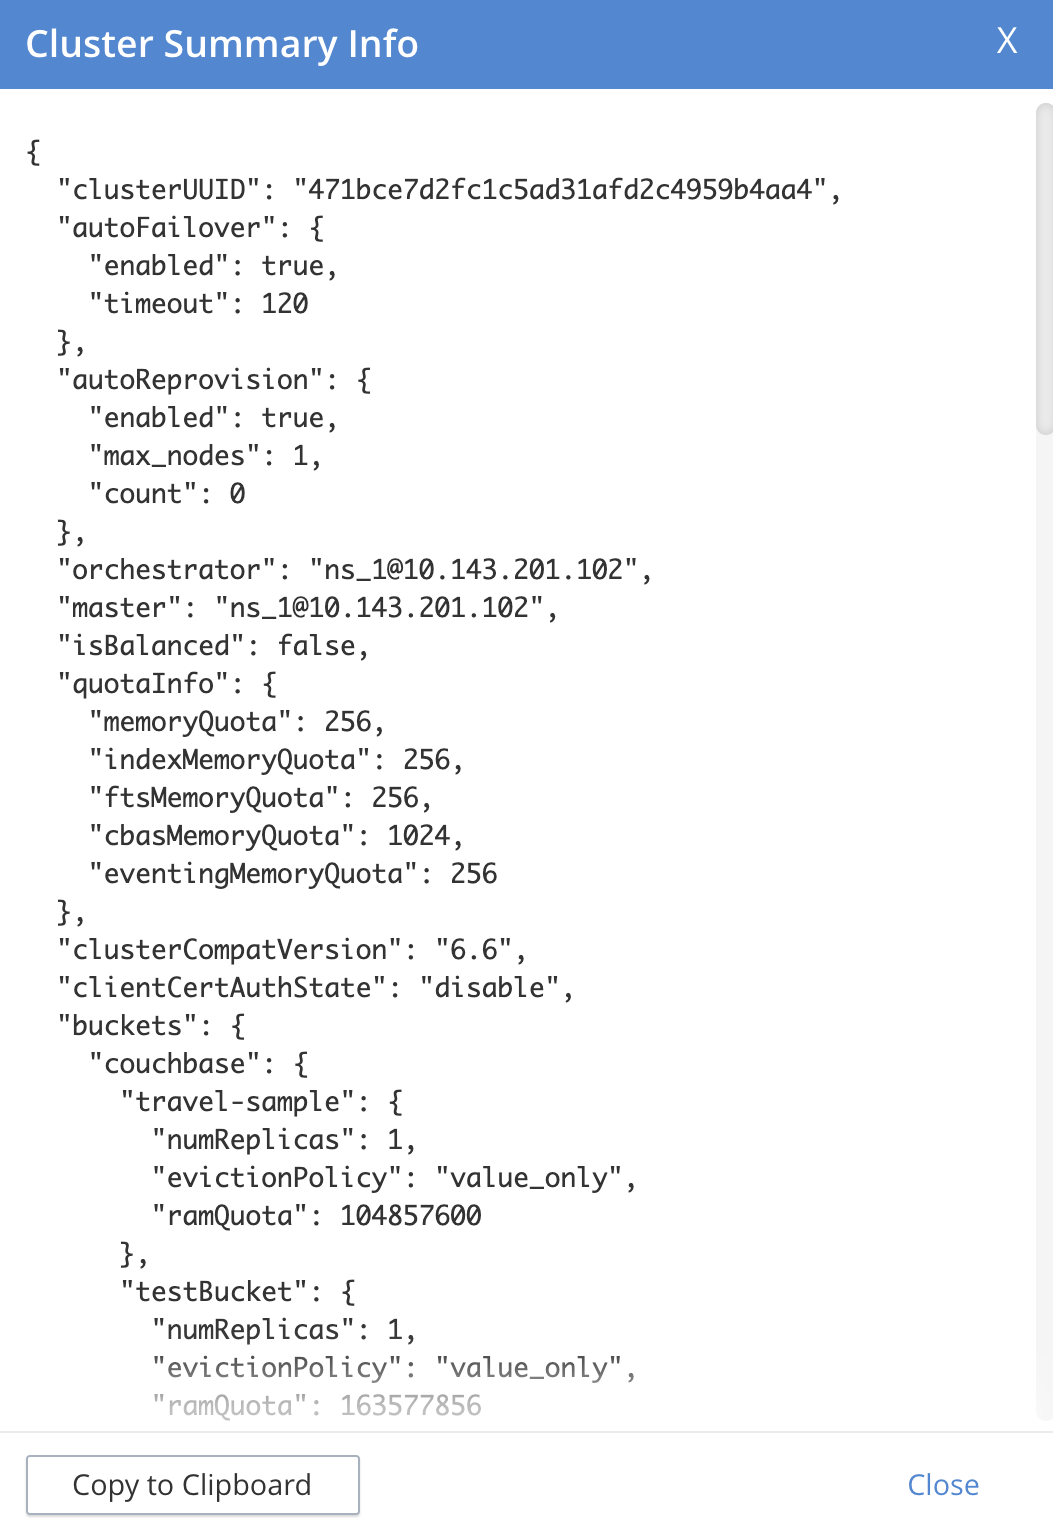 Cluster Summary Info
X
{
  "clusterUUID": "471bce7d2fc1c5ad31afd2c4959b4aa4",
  "autoFailover": {
    "enabled": true,
    "timeout": 120
  },
  "autoReprovision": {
    "enabled": true,
    "max_nodes": 1,
    "count": 0
  },
  "orchestrator": "ns_1@10.143.201.102",
  "master": "ns_1@10.143.201.102",
  "isBalanced": false,
  "quotaInfo": {
    "memoryQuota": 256,
    "indexMemoryQuota": 256,
    "ftsMemoryQuota": 256,
    "cbasMemoryQuota": 1024,
    "eventingMemoryQuota": 256
  },
  "clusterCompatVersion": "6.6",
  "clientCertAuthState": "disable",
  "buckets": {
    "couchbase": {
      "travel-sample": {
        "numReplicas": 1,
        "evictionPolicy": "value_only",
        "ramQuota": 104857600
      },
      "testBucket": {
        "numReplicas": 1,
        "evictionPolicy": "value_only",
        "ramQuota": 163577856
Copy to Clipboard
Close